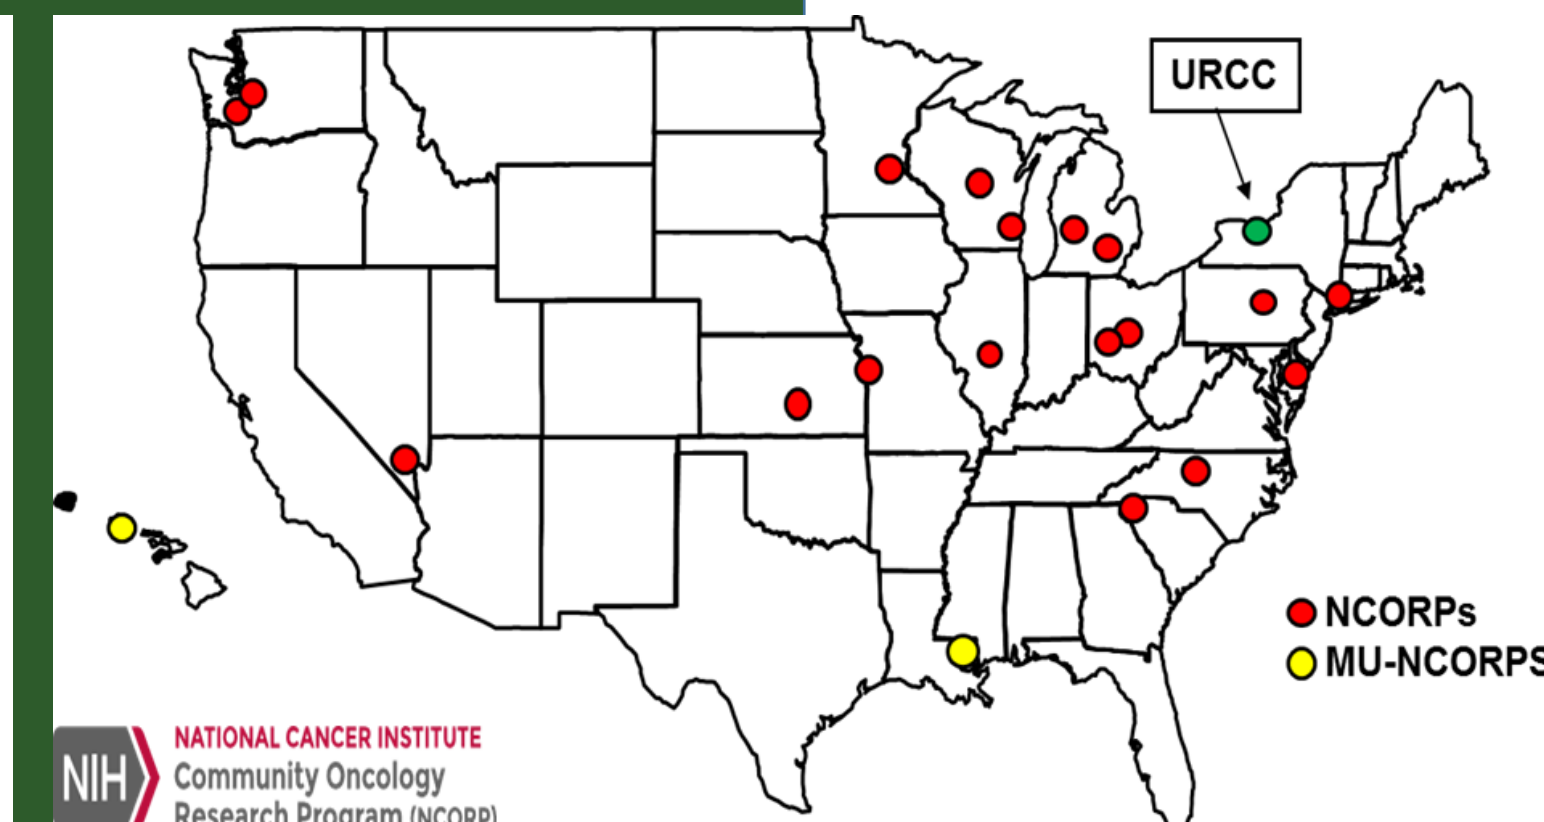 URCC
NCORPs
MU-NCORPS
NATIONAL CANCER INSTITUTE
NIH
Community Oncology
Research Program (NCORP)